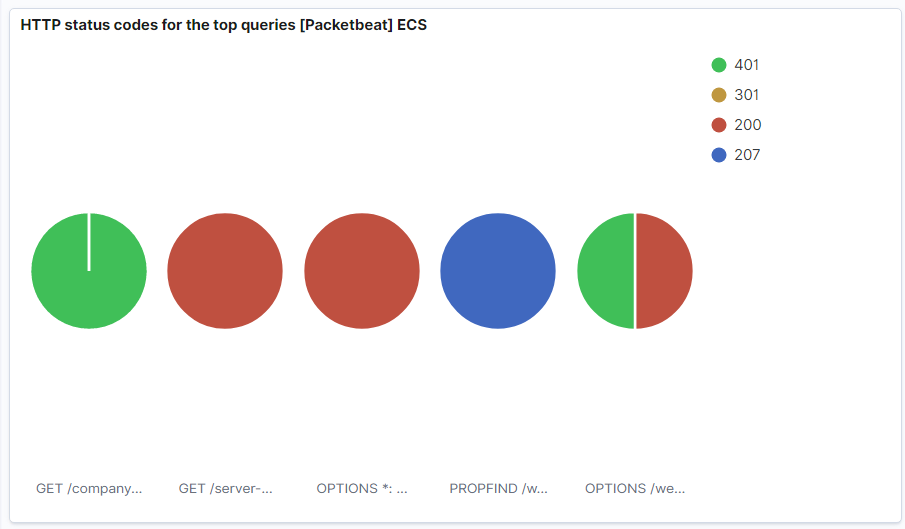 HTTP status codes for the top queries [Packetbeat] ECS
401
301
200
207
GET /company...
GET /server-...
OPTIONS *: ...
PROPFIND /w...
OPTIONS /we...